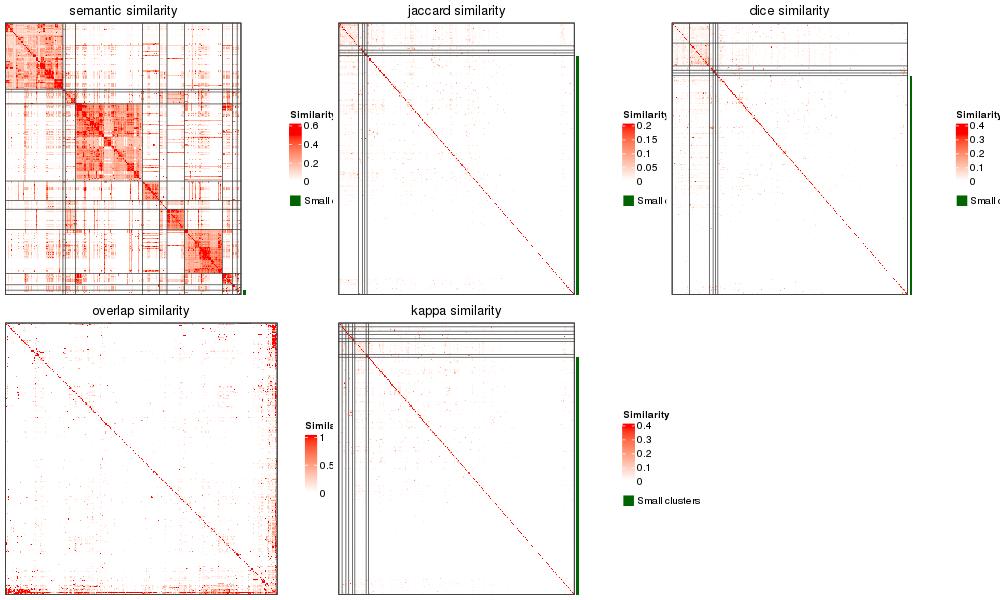 semantic similarity
Similarity
0.6
0.4
0.2
0
Small
jaccard similarity
Similarity
0.2
0.15
0.1
0.05
0
Small
dice similarity
Similarity
0.4
0.3
0.2
0.1
0
Small
overlap similarity
Simila
1
0.5
0
kappa similarity
Similarity
0.4
0.3
0.2
0.1
0
Small clusters